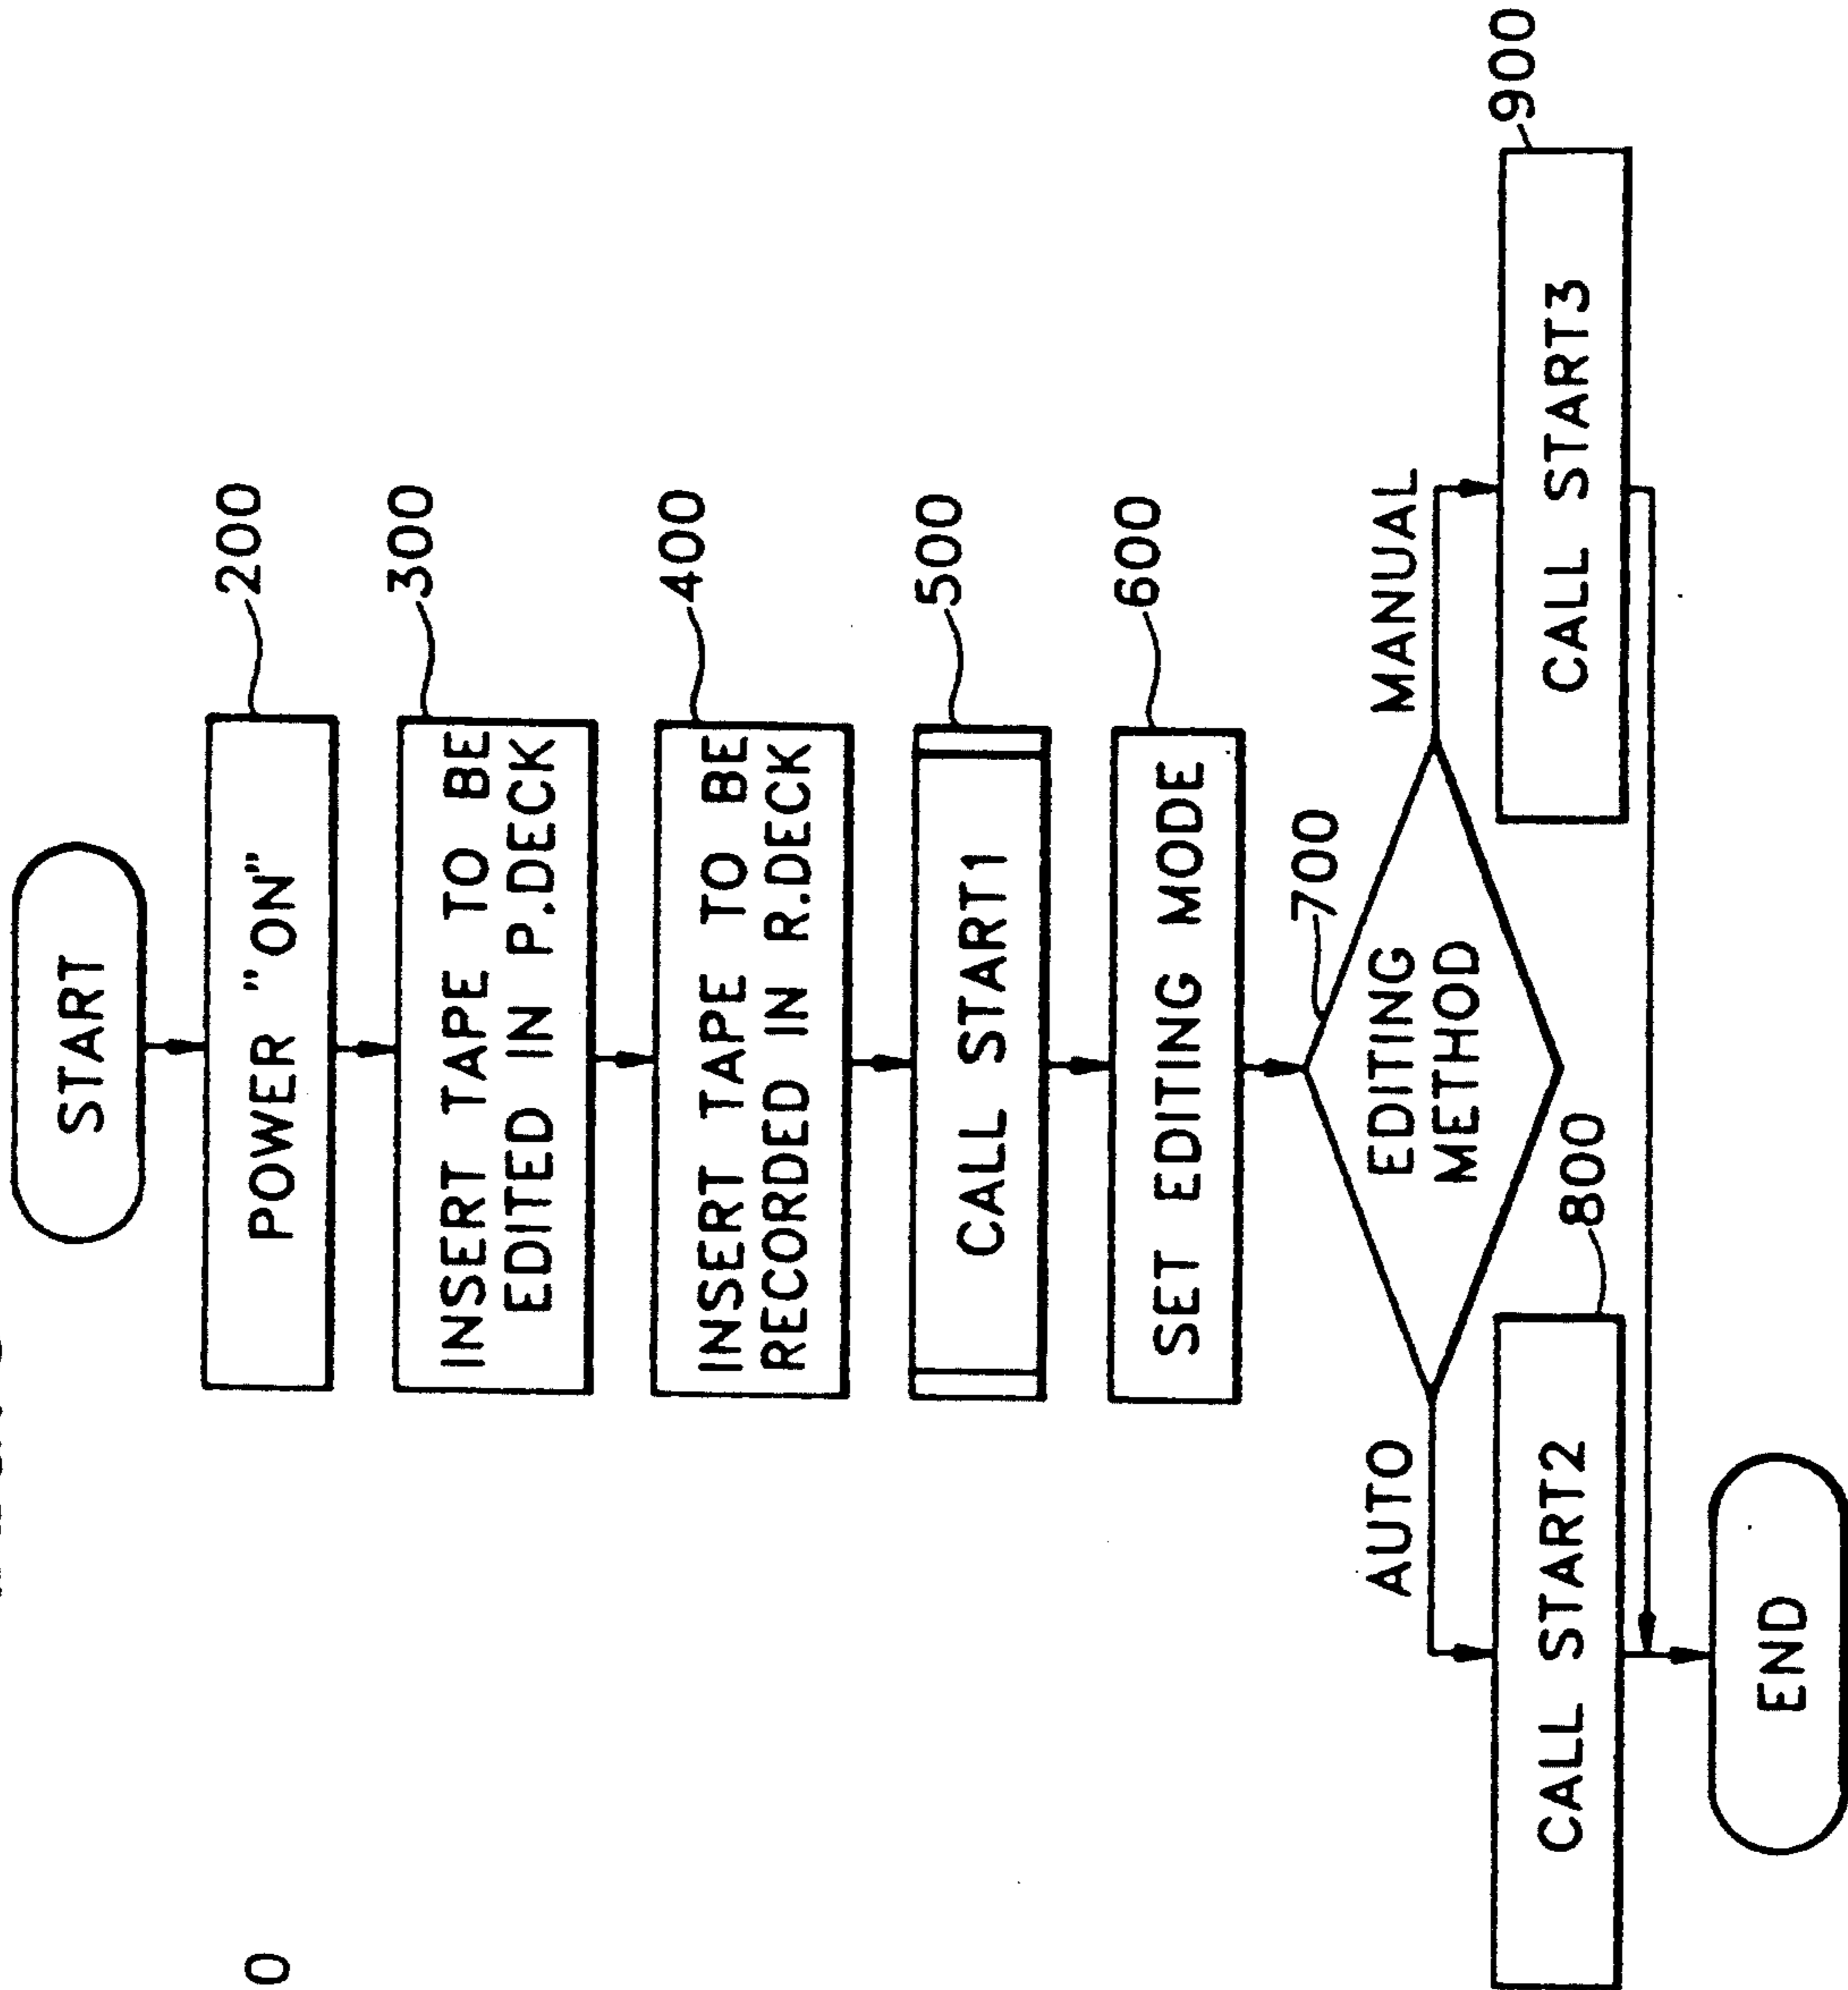 START
POWER "ON"
200
INSERT TAPE TO BE
EDITED IN P.DECK
300
INSERT TAPE TO BE
RECORDED IN R.DECK
400
CALL START1
500
SET EDITING MODE
600
EDITING
METHOD
700
AUTO
MANUAL
CALL START2
800
CALL START3
900
END
0